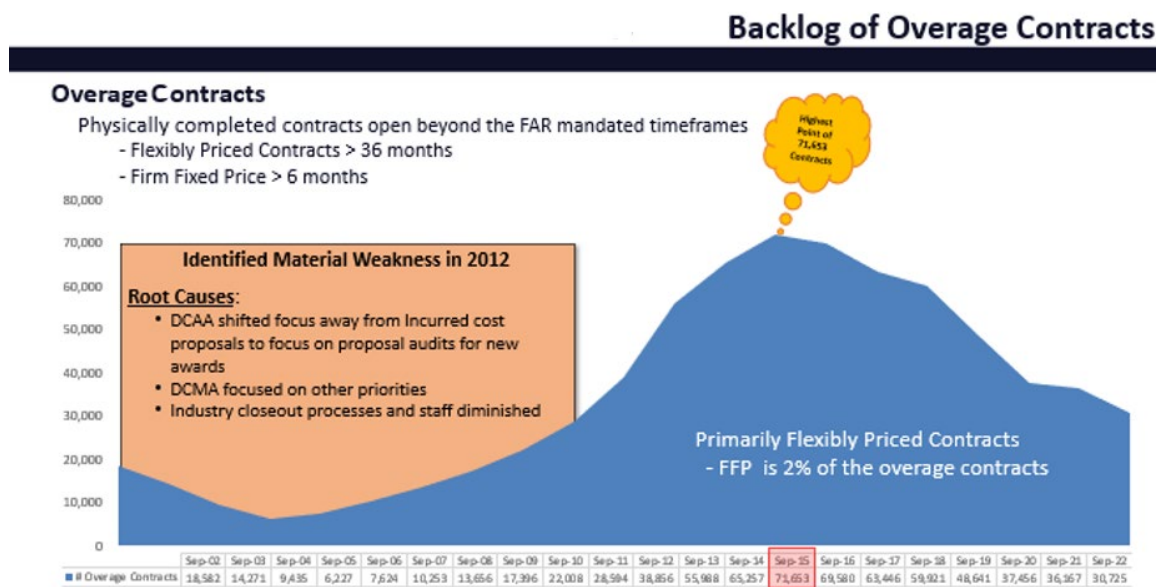 Backlog of Overage Contracts
Overage Contracts
Physically completed contracts open beyond the FAR mandated timeframes
- Flexibly Priced Contracts > 36 months
- Firm Fixed Price > 6 months
Highest
Point of
71,653
Contracts
80,000
70,000
60,000
50,000
40,000
30,000
20,000
10,000
0
Identified Material Weakness in 2012
Root Causes:
• DCAA shifted focus away from Incurred cost
proposals to focus on proposal audits for new
awards
• DCMA focused on other priorities
• Industry closeout processes and staff diminished
Primarily Flexibly Priced Contracts
- FFP is 2% of the overage contracts
Sep-02 Sep-03 Sep-04 Sep-05 Sep-06 Sep-07 Sep-08 Sep-09 Sep-10 Sep-11 Sep-12 Sep-13 Sep-14 Sep-15 Sep-16 Sep-17 Sep-18 Sep-19 Sep-20 Sep-21 Sep-22
# Overage Contracts 18,582 14,271 9,435 6,227 7,624 10,253 13,656 17,396 22,008 28,594 38,856 55,988 65,257 71,653 69,580 63,446 59,921 48,641 37,456 36,265 30,725